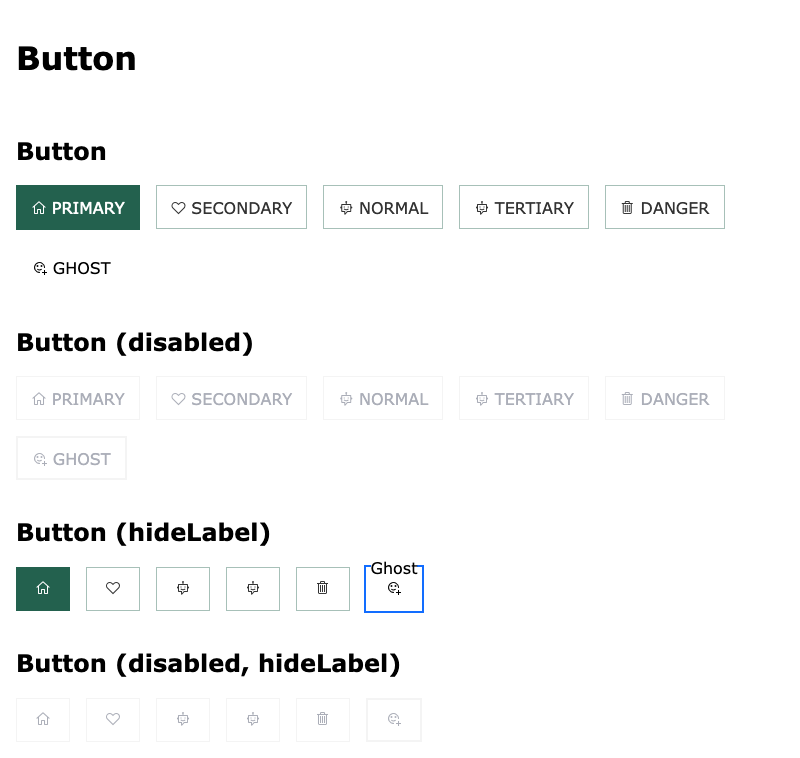 Button
Button
PRIMARY SECONDARY NORMAL TERTIARY DANGER
GHOST
Button (disabled)
PRIMARY SECONDARY NORMAL TERTIARY DANGER
GHOST
Button (hideLabel)
Ghost
Button (disabled, hideLabel)